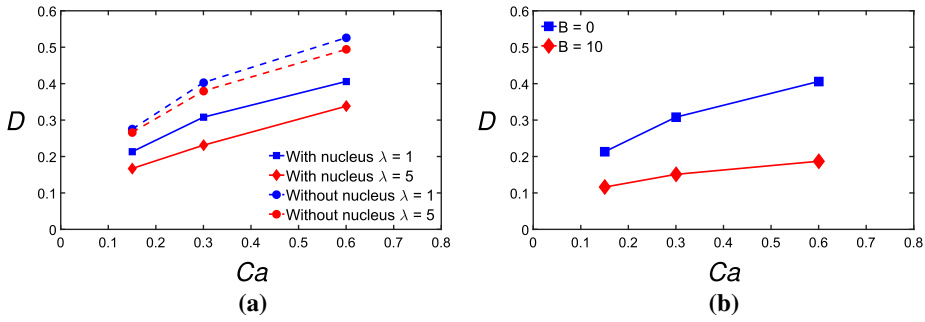 0.6
0.5
0.4
0.3
0.2
0.1
0
D
With nucleus λ = 1
With nucleus λ = 5
Without nucleus λ = 1
Without nucleus λ = 5
0 0.1 0.2 0.3 0.4 0.5 0.6 0.7 0.8
Ca
(a)
0.6
0.5
0.4
0.3
0.2
0.1
0
D
B = 0
B = 10
0 0.1 0.2 0.3 0.4 0.5 0.6 0.7 0.8
Ca
(b)